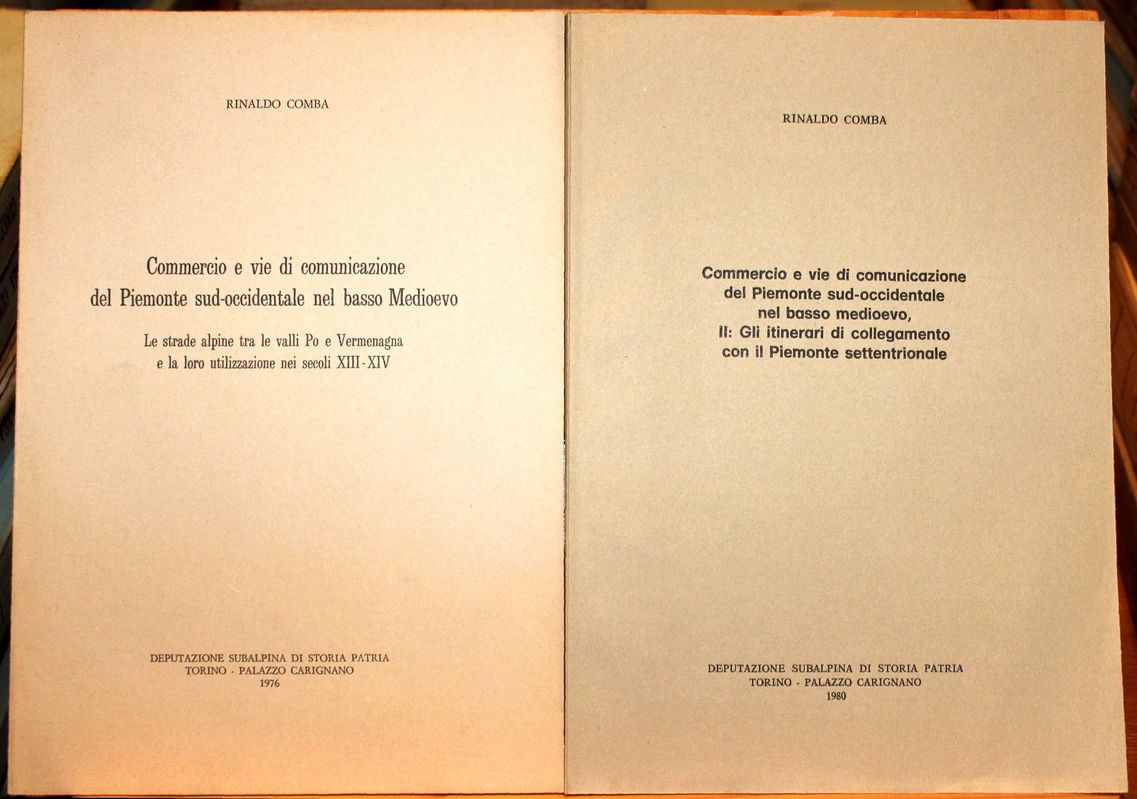 RINALDO COMBA
Commercio e vie di comunicazione
del Piemonte sud-occidentale nel basso Medioevo
Le strade alpine tra le valli Po e Vermenagna
e la loro utilizzazione nei secoli XIII-XIV
DEPUTAZIONE SUBALPINA DI STORIA PATRIA
TORINO - PALAZZO CARIGNANO
1976
RINALDO COMBA
Commercio e vie di comunicazione
del Piemonte sud-occidentale
nel basso medioevo,
II: Gli itinerari di collegamento
con il Piemonte settentrionale
DEPUTAZIONE SUBALPINA DI STORIA PATRIA
TORINO - PALAZZO CARIGNANO
1980